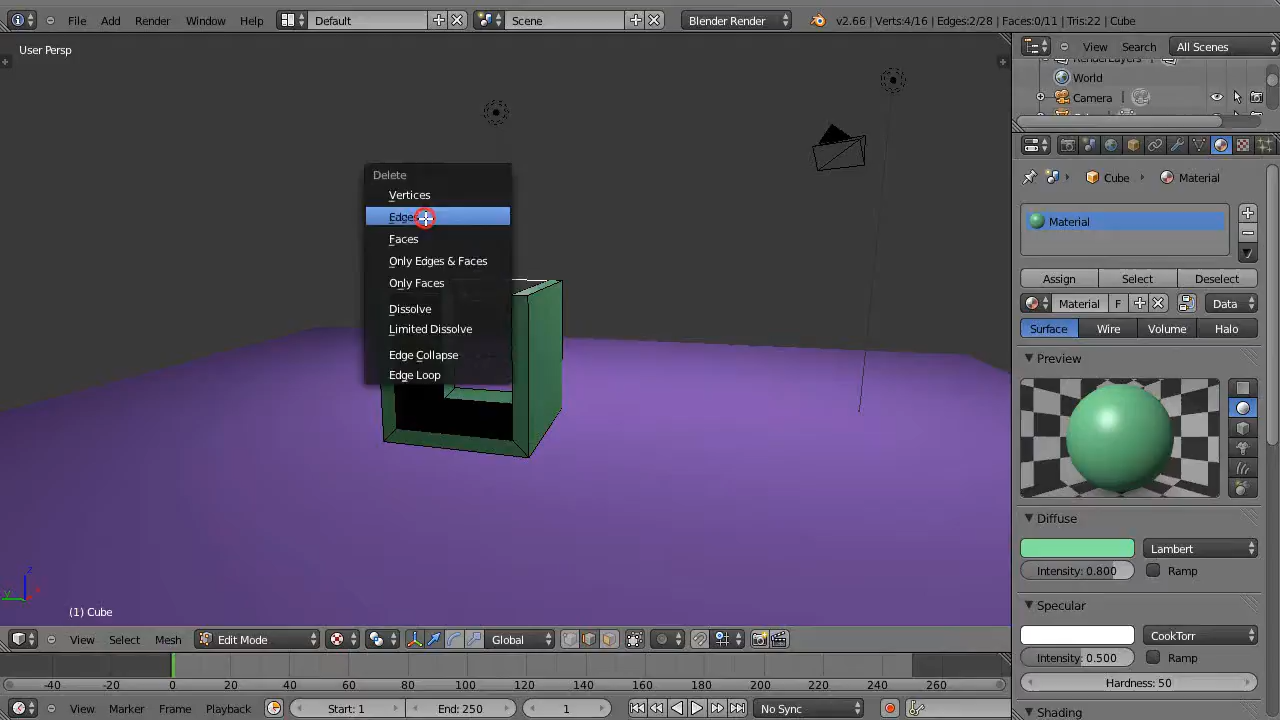 File Add Render Window Help Default Scene Blender Render v2.66 | Verts:4/16 | Edges:2/28 | Faces:0/11 | Tris:22 | Cube
User Persp
View Search All Scenes
World
Camera
Delete
Vertices
Edges
Faces
Only Edges & Faces
Only Faces
Dissolve
Limited Dissolve
Edge Collapse
Edge Loop
Cube Material
Material
Assign Select Deselect
Material F Data
Surface Wire Volume Halo
Preview
Diffuse
Lambert
Intensity: 0.800 Ramp
Specular
CookTorr
Intensity: 0.500 Ramp
Hardness: 50
Shading
z
y
(1) Cube
View Select Mesh Edit Mode Global
-40 -20 0 20 40 60 80 100 120 140 160 180 200 220 240 260
View Marker Frame Playback Start: 1 End: 250 1 No Sync